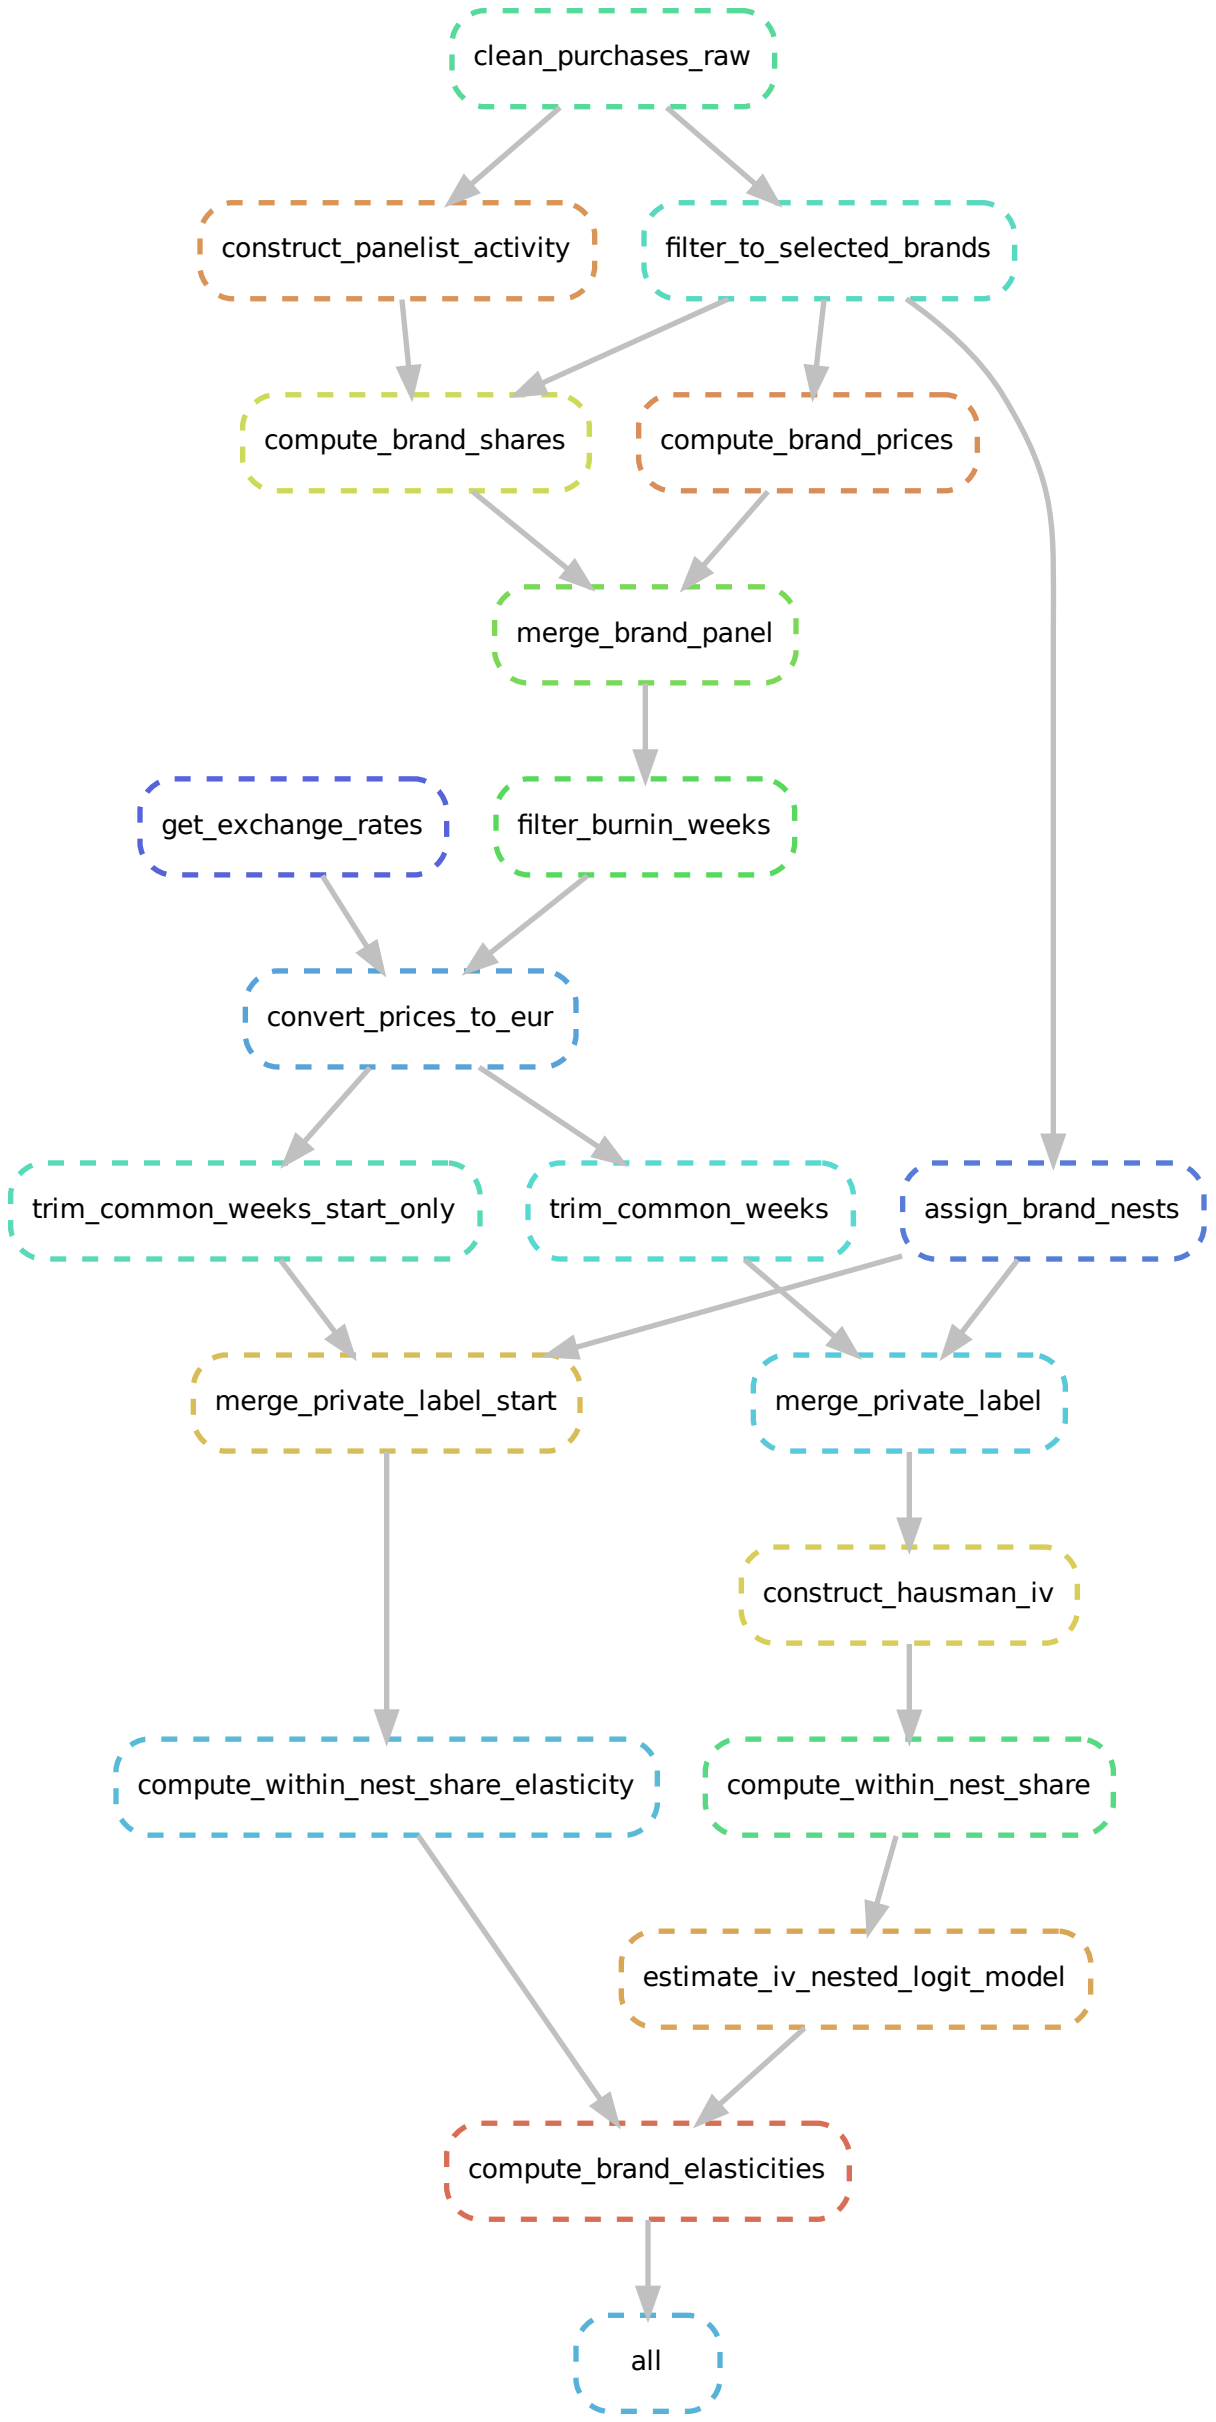 clean_purchases_raw
construct_panelist_activity
filter_to_selected_brands
compute_brand_shares
compute_brand_prices
merge_brand_panel
get_exchange_rates
filter_burnin_weeks
convert_prices_to_eur
trim_common_weeks_start_only
trim_common_weeks
assign_brand_nests
merge_private_label_start
merge_private_label
construct_hausman_iv
compute_within_nest_share_elasticity
compute_within_nest_share
estimate_iv_nested_logit_model
compute_brand_elasticities
all